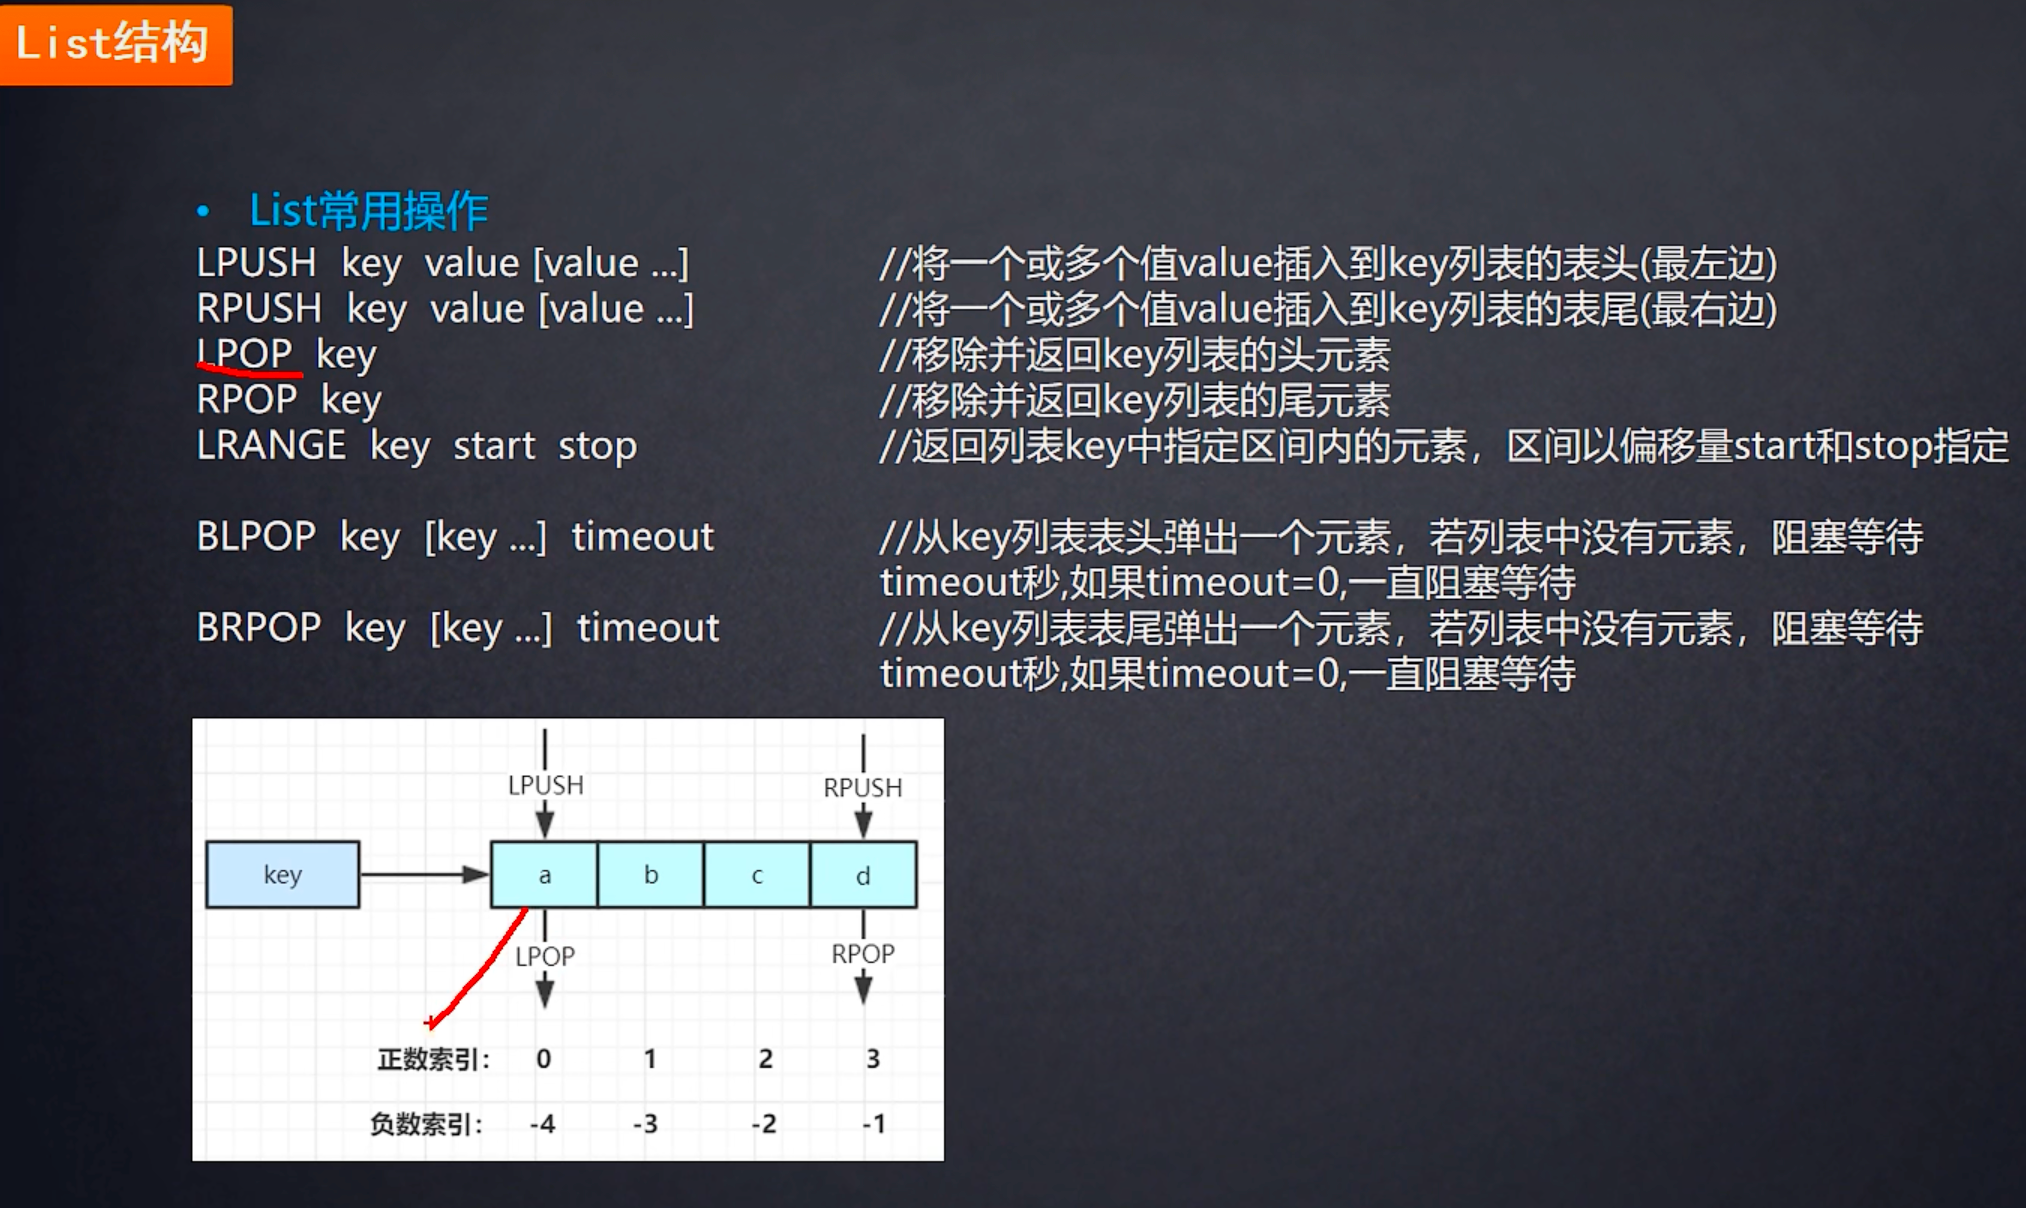 List结构
• List常用操作
LPUSH key value [value ...] //将一个或多个值value插入到key列表的表头(最左边)
RPUSH key value [value ...] //将一个或多个值value插入到key列表的表尾(最右边)
LPOP key //移除并返回key列表的头元素
RPOP key //移除并返回key列表的尾元素
LRANGE key start stop //返回列表key中指定区间内的元素，区间以偏移量start和stop指定
BLPOP key [key ...] timeout //从key列表表头弹出一个元素，若列表中没有元素，阻塞等待
timeout秒,如果timeout=0,一直阻塞等待
BRPOP key [key ...] timeout //从key列表表尾弹出一个元素，若列表中没有元素，阻塞等待
timeout秒,如果timeout=0,一直阻塞等待
LPUSH RPUSH
key a b c d
LPOP RPOP
正数索引： 0 1 2 3
负数索引： -4 -3 -2 -1